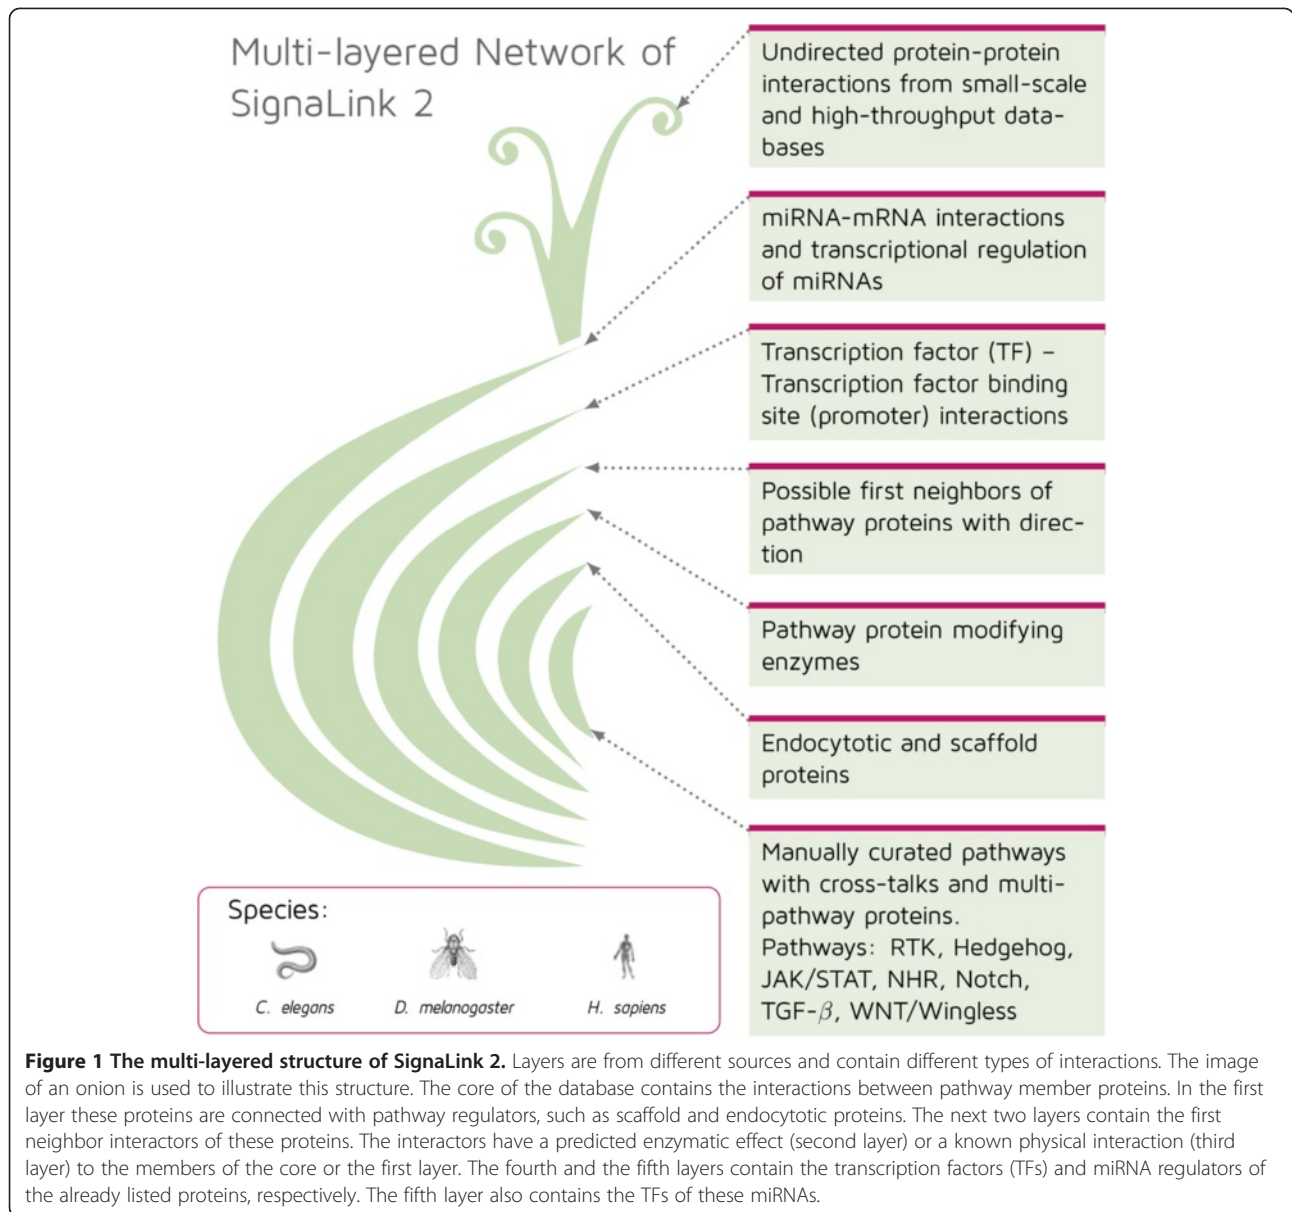 Multi-layered Network of
SignaLink 2
Undirected protein-protein
interactions from small-scale
and high-throughput data-
bases
miRNA-mRNA interactions
and transcriptional regulation
of miRNAs
Transcription factor (TF) –
Transcription factor binding
site (promoter) interactions
Possible first neighbors of
pathway proteins with direc-
tion
Pathway protein modifying
enzymes
Endocytotic and scaffold
proteins
Manually curated pathways
with cross-talks and multi-
pathway proteins.
Pathways: RTK, Hedgehog,
JAK/STAT, NHR, Notch,
TGF-β, WNT/Wingless
Species:
C. elegans
D. melanogaster
H. sapiens
Figure 1 The multi-layered structure of SignaLink 2. Layers are from different sources and contain different types of interactions. The image
of an onion is used to illustrate this structure. The core of the database contains the interactions between pathway member proteins. In the first
layer these proteins are connected with pathway regulators, such as scaffold and endocytotic proteins. The next two layers contain the first
neighbor interactors of these proteins. The interactors have a predicted enzymatic effect (second layer) or a known physical interaction (third
layer) to the members of the core or the first layer. The fourth and the fifth layers contain the transcription factors (TFs) and miRNA regulators of
the already listed proteins, respectively. The fifth layer also contains the TFs of these miRNAs.